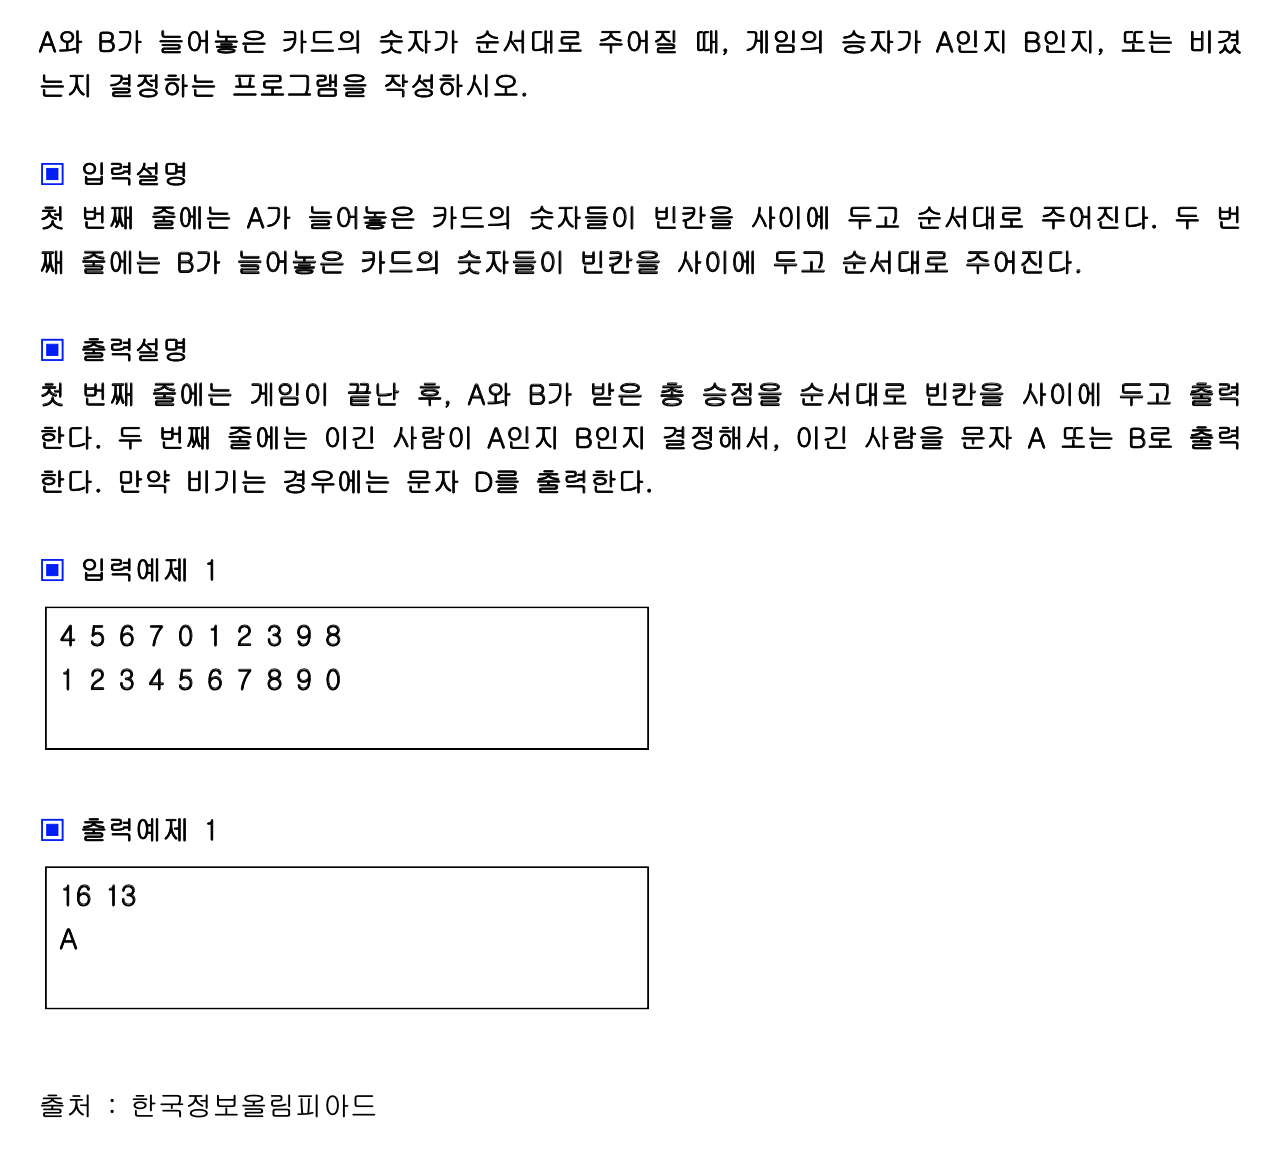 A와 B가 늘어놓은 카드의 숫자가 순서대로 주어질 때, 게임의 승자가 A인지 B인지, 또는 비겼
는지 결정하는 프로그램을 작성하시오.
▣ 입력설명
첫 번째 줄에는 A가 늘어놓은 카드의 숫자들이 빈칸을 사이에 두고 순서대로 주어진다. 두 번
째 줄에는 B가 늘어놓은 카드의 숫자들이 빈칸을 사이에 두고 순서대로 주어진다.
▣ 출력설명
첫 번째 줄에는 게임이 끝난 후, A와 B가 받은 총 승점을 순서대로 빈칸을 사이에 두고 출력
한다. 두 번째 줄에는 이긴 사람이 A인지 B인지 결정해서, 이긴 사람을 문자 A 또는 B로 출력
한다. 만약 비기는 경우에는 문자 D를 출력한다.
▣ 입력예제 1
4 5 6 7 0 1 2 3 9 8
1 2 3 4 5 6 7 8 9 0
▣ 출력예제 1
16 13
A
출처 : 한국정보올림피아드